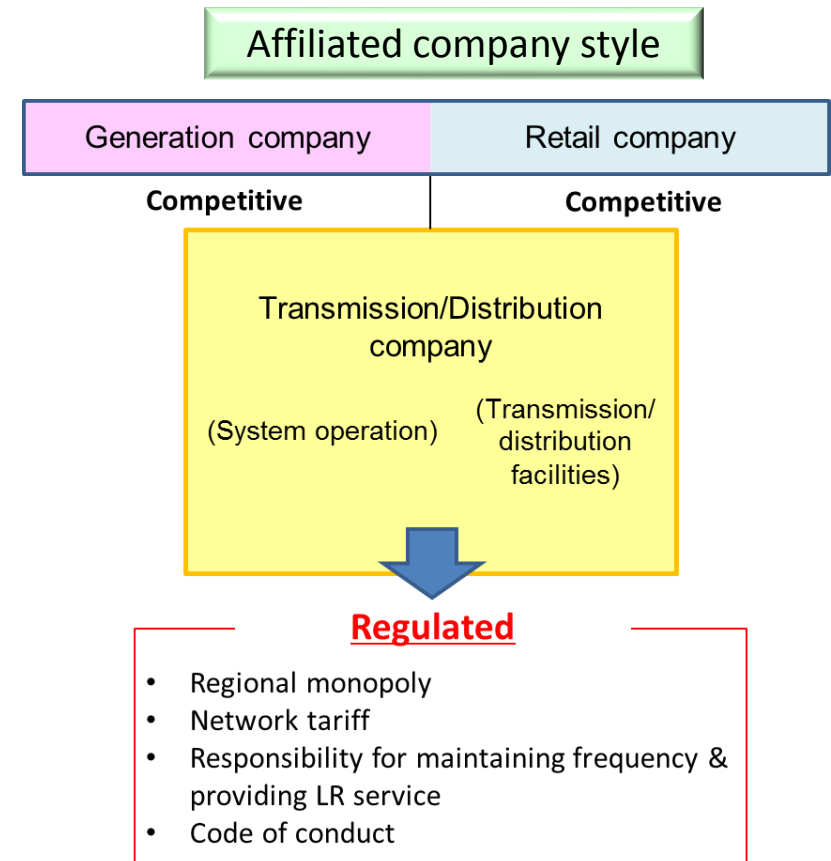 Affiliated company style
Generation company
Retail company
Competitive
Competitive
Transmission/Distribution
company
(System operation)
(Transmission/
distribution
facilities)
Regulated
• Regional monopoly
• Network tariff
• Responsibility for maintaining frequency &
providing LR service
• Code of conduct